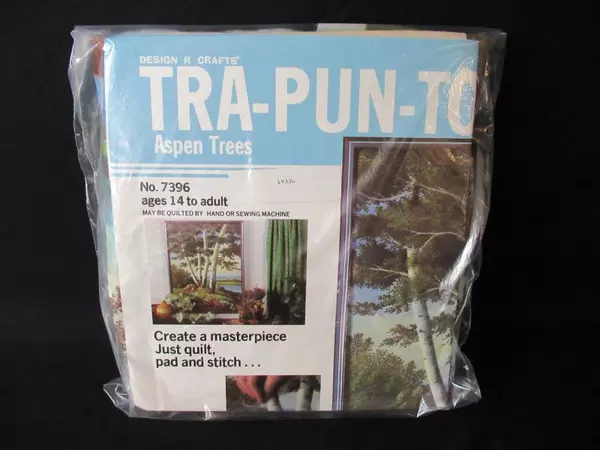 DESIGN R CRAFTS®
TRA-PUN-TO
Aspen Trees
No. 7396
ages 14 to adult
MAY BE QUILTED BY HAND OR SEWING MACHINE
Create a masterpiece
Just quilt,
pad and stitch...